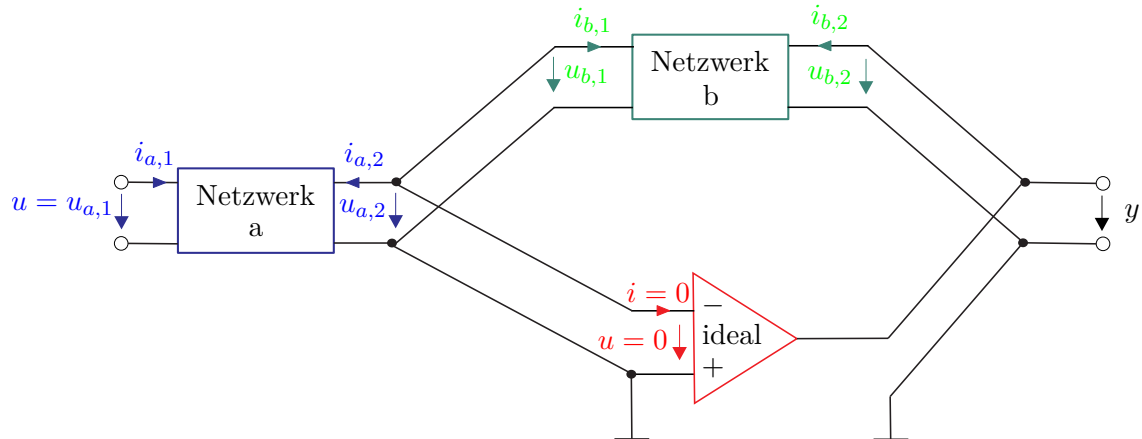 i_{b,1}
i_{b,2}
Netzwerk
b
u_{b,1}
u_{b,2}
i_{a,1}
i_{a,2}
Netzwerk
a
u = u_{a,1}
u_{a,2}
y
i = 0
−
ideal
u = 0
+